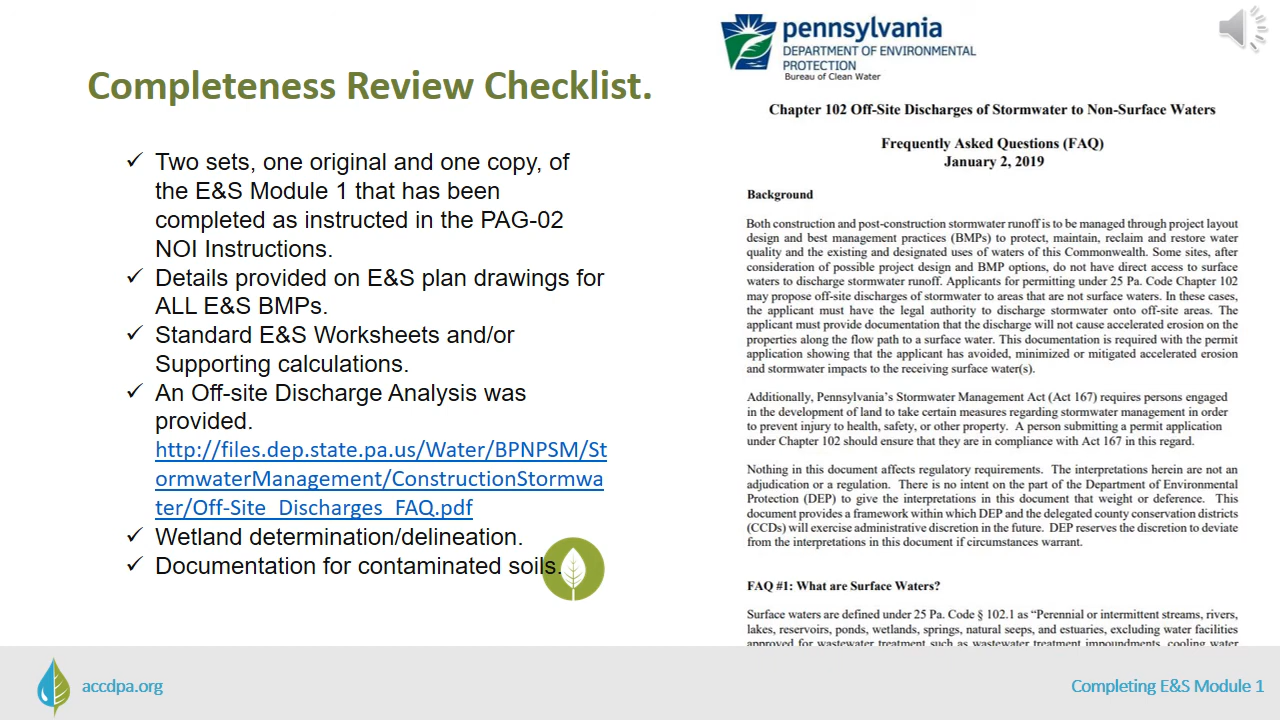 Completeness Review Checklist.
✓ Two sets, one original and one copy, of
the E&S Module 1 that has been
completed as instructed in the PAG-02
NOI Instructions.
✓ Details provided on E&S plan drawings for
ALL E&S BMPs.
✓ Standard E&S Worksheets and/or
Supporting calculations.
✓ An Off-site Discharge Analysis was
provided.
http://files.dep.state.pa.us/Water/BPNPSM/St
ormwaterManagement/ConstructionStormwa
ter/Off-Site_Discharges_FAQ.pdf
✓ Wetland determination/delineation.
✓ Documentation for contaminated soils.
pennsylvania
DEPARTMENT OF ENVIRONMENTAL
PROTECTION
Bureau of Clean Water
Chapter 102 Off-Site Discharges of Stormwater to Non-Surface Waters
Frequently Asked Questions (FAQ)
January 2, 2019
Background
Both construction and post-construction stormwater runoff is to be managed through project layout
design and best management practices (BMPs) to protect, maintain, reclaim and restore water
quality and the existing and designated uses of waters of this Commonwealth. Some sites, after
consideration of possible project design and BMP options, do not have direct access to surface
waters to discharge stormwater runoff. Applicants for permitting under 25 Pa. Code Chapter 102
may propose off-site discharges of stormwater to areas that are not surface waters. In these cases,
the applicant must have the legal authority to discharge stormwater onto off-site areas. The
applicant must provide documentation that the discharge will not cause accelerated erosion on the
properties along the flow path to a surface water. This documentation is required with the permit
application showing that the applicant has avoided, minimized or mitigated accelerated erosion
and stormwater impacts to the receiving surface water(s).
Additionally, Pennsylvania's Stormwater Management Act (Act 167) requires persons engaged
in the development of land to take certain measures regarding stormwater management in order
to prevent injury to health, safety, or other property. A person submitting a permit application
under Chapter 102 should ensure that they are in compliance with Act 167 in this regard.
Nothing in this document affects regulatory requirements. The interpretations herein are not an
adjudication or a regulation. There is no intent on the part of the Department of Environmental
Protection (DEP) to give the interpretations in this document that weight or deference. This
document provides a framework within which DEP and the delegated county conservation districts
(CCDs) will exercise administrative discretion in the future. DEP reserves the discretion to deviate
from the interpretations in this document if circumstances warrant.
FAQ #1: What are Surface Waters?
Surface waters are defined under 25 Pa. Code § 102.1 as "Perennial or intermittent streams, rivers,
lakes, reservoirs, ponds, wetlands, springs, natural seeps, and estuaries, excluding water facilities
approved for wastewater treatment such as wastewater treatment impoundments, cooling water
accdpa.org
Completing E&S Module 1